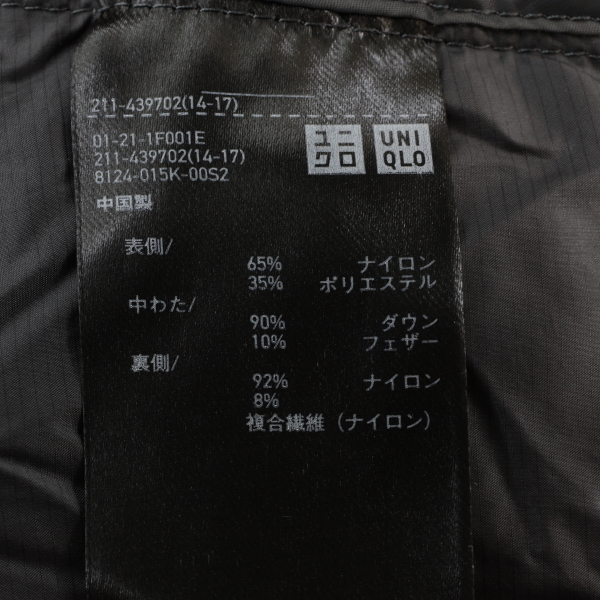 211-439702(14-17)
01-21-1F001E
211-439702(14-17)
8124-015K-00S2
ユニクロ
UNIQLO
中国製
表側/
65% ナイロン
35% ポリエステル
中わた/
90% ダウン
10% フェザー
裏側/
92% ナイロン
8%
複合繊維(ナイロン)